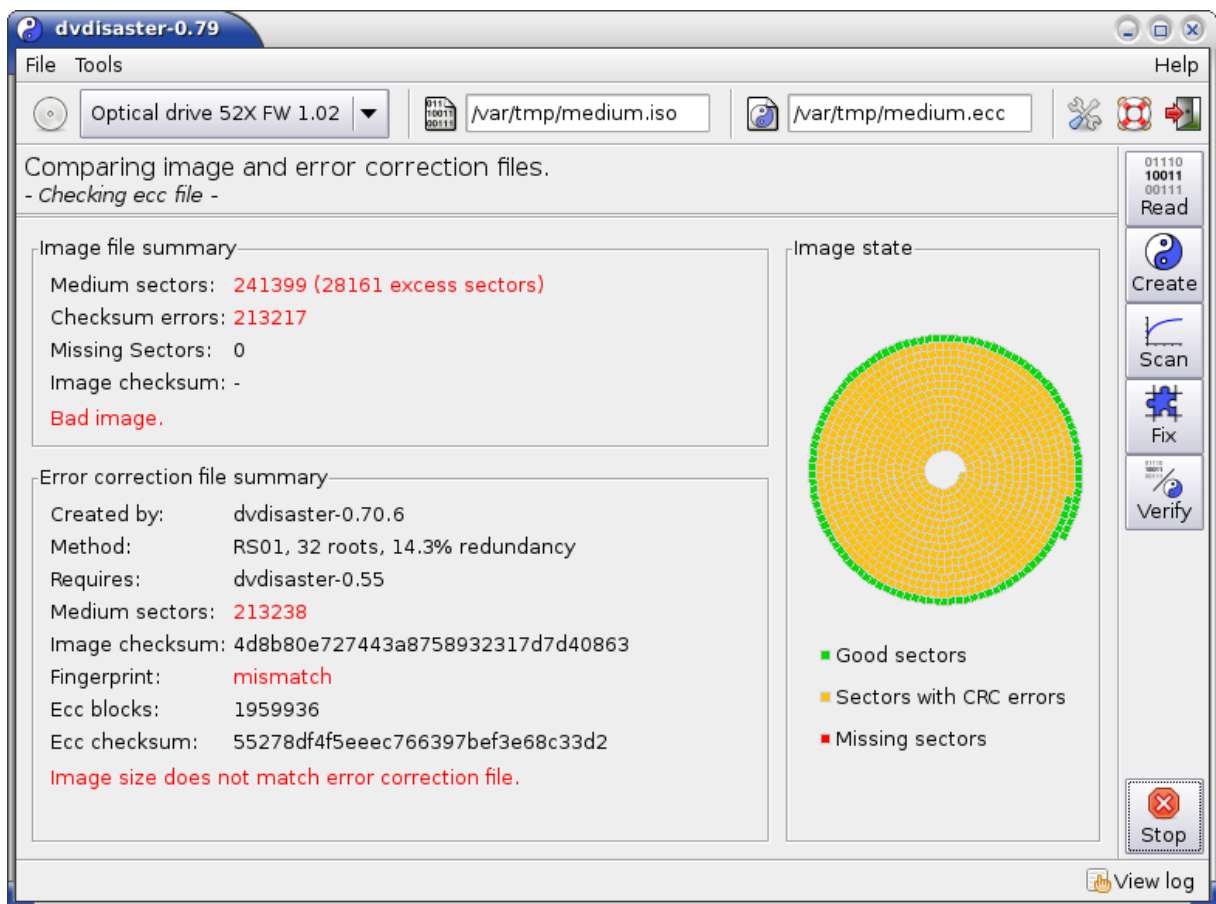 dvdisaster-0.79
File Tools Help
Optical drive 52X FW 1.02 /var/tmp/medium.iso /var/tmp/medium.ecc
Comparing image and error correction files.
- Checking ecc file -
01110
10011
00111
Read
Create
Scan
Fix
Verify
Image file summary
Medium sectors: 241399 (28161 excess sectors)
Checksum errors: 213217
Missing Sectors: 0
Image checksum: -
Bad image.
Error correction file summary
Created by: dvdisaster-0.70.6
Method: RS01, 32 roots, 14.3% redundancy
Requires: dvdisaster-0.55
Medium sectors: 213238
Image checksum: 4d8b80e727443a8758932317d7d40863
Fingerprint: mismatch
Ecc blocks: 1959936
Ecc checksum: 55278df4f5eeec766397bef3e68c33d2
Image size does not match error correction file.
Image state
Good sectors
Sectors with CRC errors
Missing sectors
Stop
View log